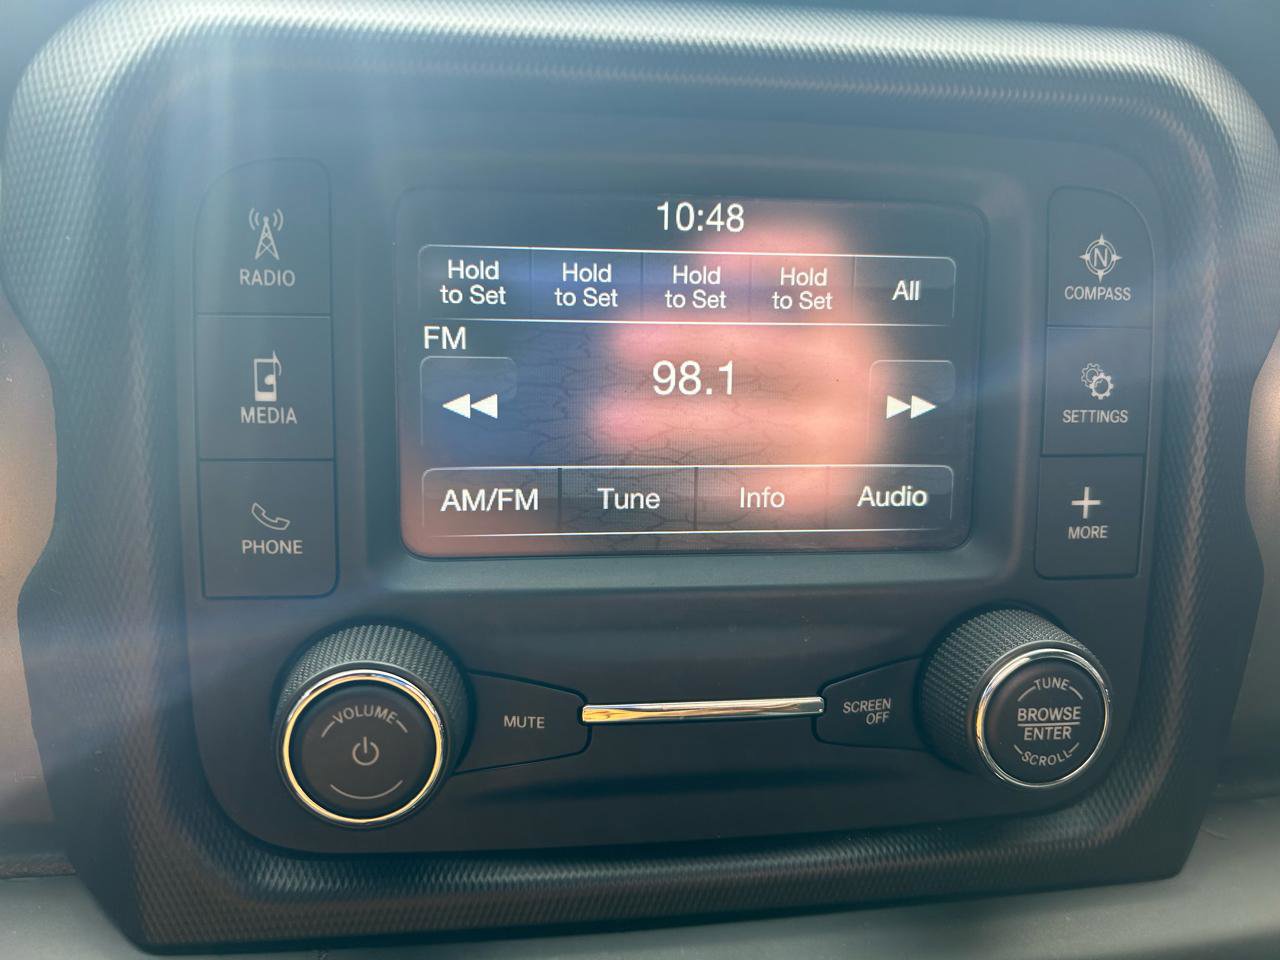 10:48
Hold
to Set
Hold
to Set
Hold
to Set
Hold
to Set
All
FM
98.1
AM/FM
Tune
Info
Audio
RADIO
MEDIA
PHONE
N
COMPASS
SETTINGS
MORE
VOLUME
MUTE
SCREEN
OFF
TUNE
BROWSE
ENTER
SCROLL